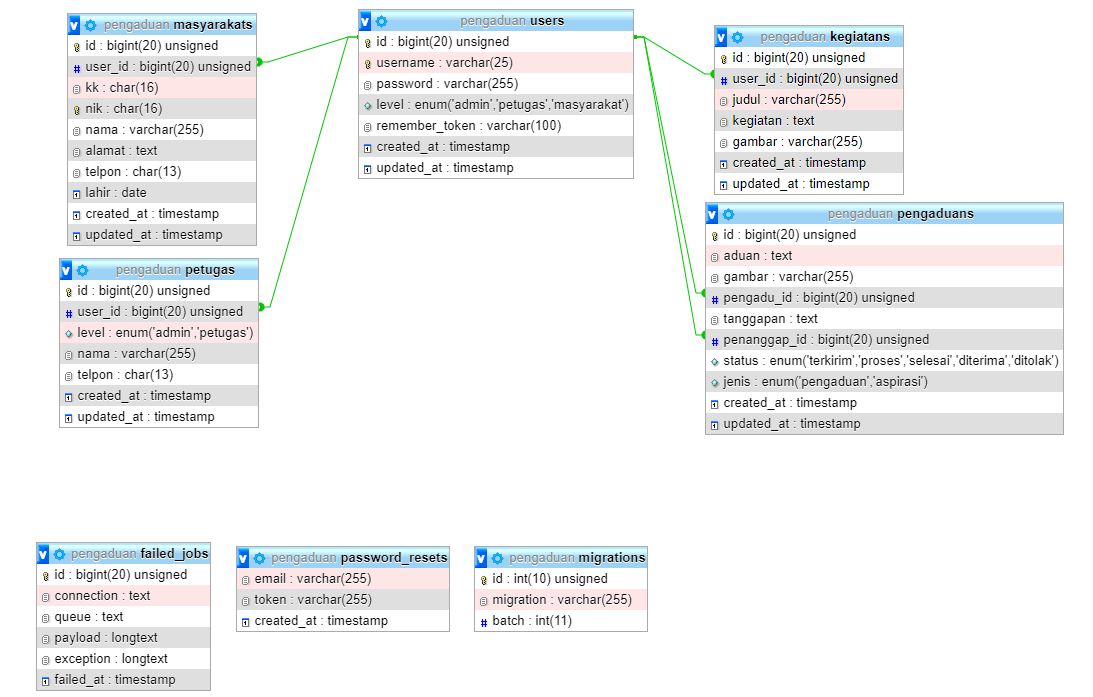 pengaduan masyarakats
id : bigint(20) unsigned
user_id : bigint(20) unsigned
kk : char(16)
nik : char(16)
nama : varchar(255)
alamat : text
telpon : char(13)
lahir : date
created_at : timestamp
updated_at : timestamp
pengaduan users
id : bigint(20) unsigned
username : varchar(25)
password : varchar(255)
level : enum('admin','petugas','masyarakat')
remember_token : varchar(100)
created_at : timestamp
updated_at : timestamp
pengaduan kegiatans
id : bigint(20) unsigned
user_id : bigint(20) unsigned
judul : varchar(255)
kegiatan : text
gambar : varchar(255)
created_at : timestamp
updated_at : timestamp
pengaduan petugas
id : bigint(20) unsigned
user_id : bigint(20) unsigned
level : enum('admin','petugas')
nama : varchar(255)
telpon : char(13)
created_at : timestamp
updated_at : timestamp
pengaduan pengaduans
id : bigint(20) unsigned
aduan : text
gambar : varchar(255)
pengadu_id : bigint(20) unsigned
tanggapan : text
penanggap_id : bigint(20) unsigned
status : enum('terkirim','proses','selesai','diterima','ditolak')
jenis : enum('pengaduan','aspirasi')
created_at : timestamp
updated_at : timestamp
pengaduan failed_jobs
id : bigint(20) unsigned
connection : text
queue : text
payload : longtext
exception : longtext
failed_at : timestamp
pengaduan password_resets
email : varchar(255)
token : varchar(255)
created_at : timestamp
pengaduan migrations
id : int(10) unsigned
migration : varchar(255)
batch : int(11)